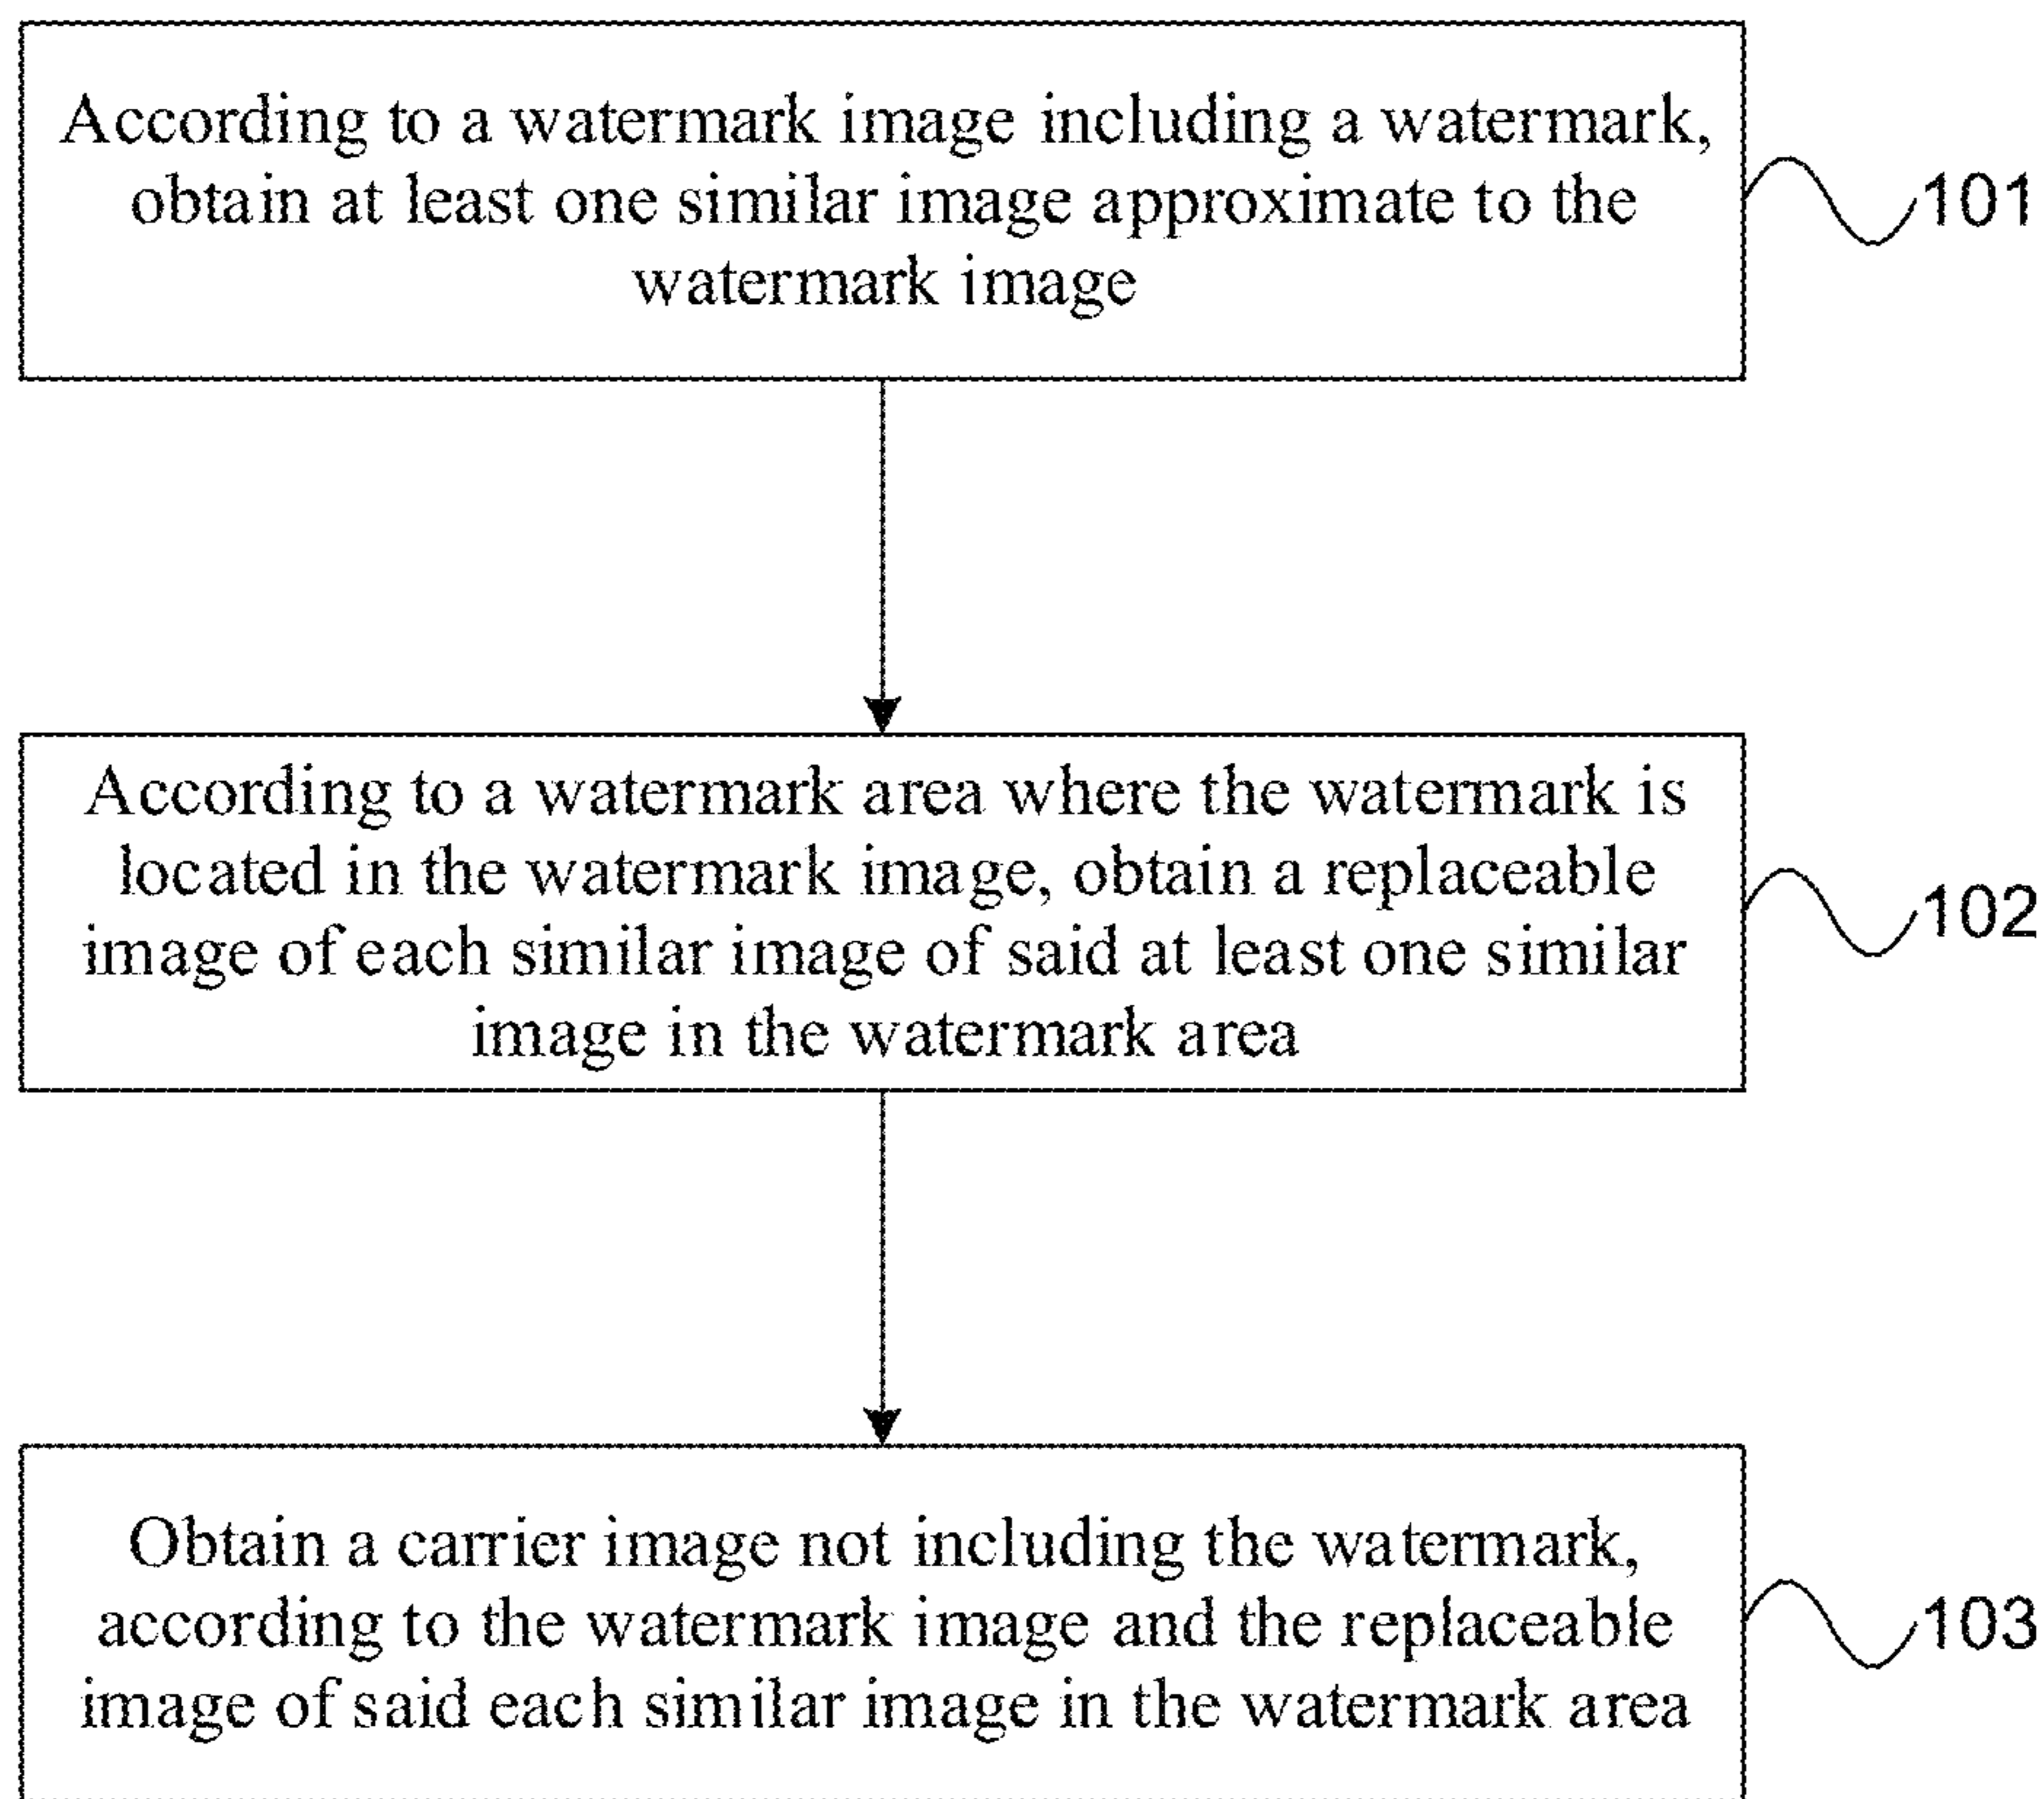 According to a watermark image including a watermark,
obtain at least one similar image approximate to the
watermark image
101
According to a watermark area where the watermark is
located in the watermark image, obtain a replaceable
image of each similar image of said at least one similar
image in the watermark area
102
Obtain a carrier image not including the watermark,
according to the watermark image and the replaceable
image of said each similar image in the watermark area
103